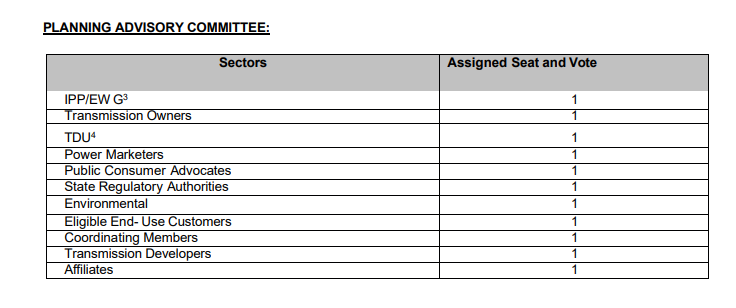 PLANNING ADVISORY COMMITTEE:
Sectors Assigned Seat and Vote
IPP/EW G³ 1
Transmission Owners 1
TDU⁴ 1
Power Marketers 1
Public Consumer Advocates 1
State Regulatory Authorities 1
Environmental 1
Eligible End- Use Customers 1
Coordinating Members 1
Transmission Developers 1
Affiliates 1